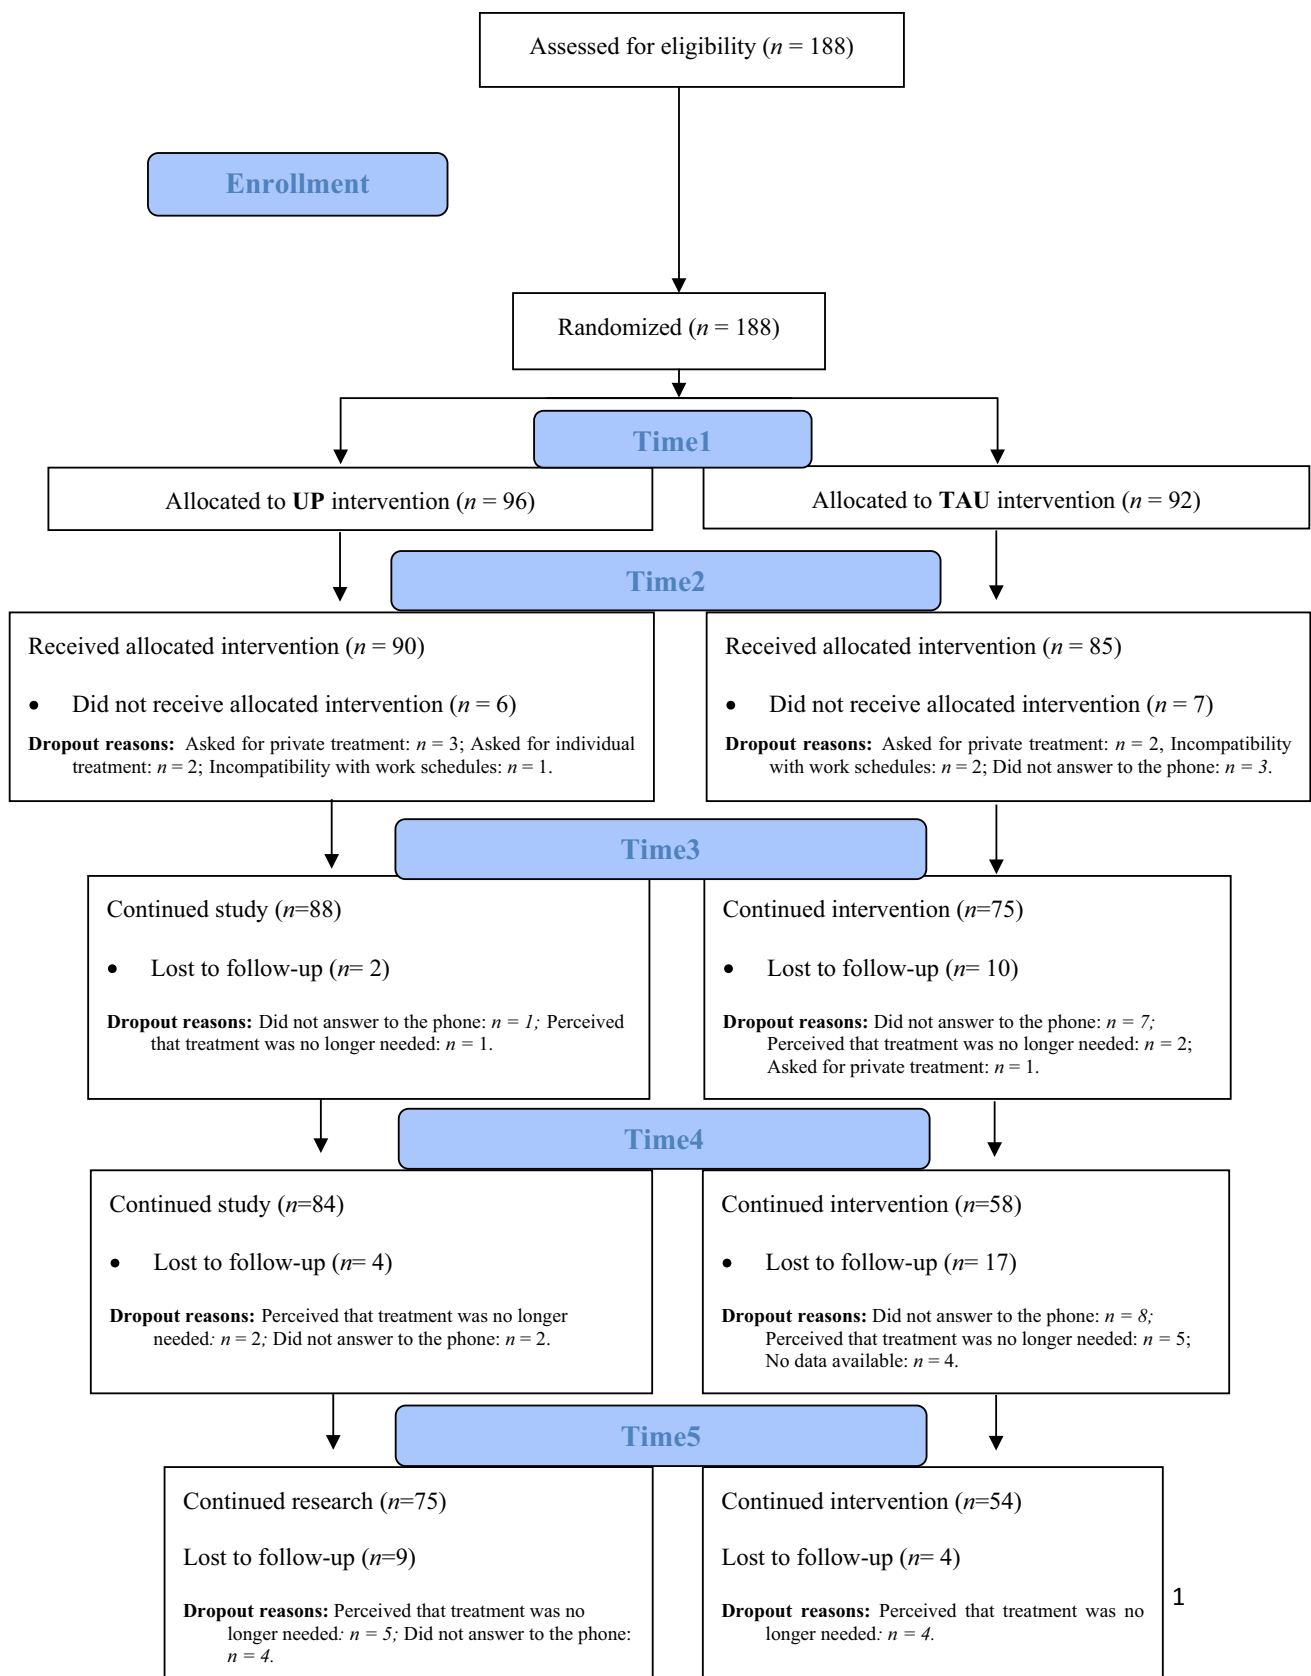 Assessed for eligibility (n = 188)
Enrollment
Randomized (n = 188)
Time1
Allocated to UP intervention (n = 96)
Allocated to TAU intervention (n = 92)
Time2
Received allocated intervention (n = 90)
• Did not receive allocated intervention (n = 6)
Dropout reasons: Asked for private treatment: n = 3; Asked for individual
treatment: n = 2; Incompatibility with work schedules: n = 1.
Received allocated intervention (n = 85)
• Did not receive allocated intervention (n = 7)
Dropout reasons: Asked for private treatment: n = 2, Incompatibility
with work schedules: n = 2; Did not answer to the phone: n = 3.
Time3
Continued study (n=88)
• Lost to follow-up (n= 2)
Dropout reasons: Did not answer to the phone: n = 1; Perceived
that treatment was no longer needed: n = 1.
Continued intervention (n=75)
• Lost to follow-up (n= 10)
Dropout reasons: Did not answer to the phone: n = 7;
Perceived that treatment was no longer needed: n = 2;
Asked for private treatment: n = 1.
Time4
Continued study (n=84)
• Lost to follow-up (n= 4)
Dropout reasons: Perceived that treatment was no longer
needed: n = 2; Did not answer to the phone: n = 2.
Continued intervention (n=58)
• Lost to follow-up (n= 17)
Dropout reasons: Did not answer to the phone: n = 8;
Perceived that treatment was no longer needed: n = 5;
No data available: n = 4.
Time5
Continued research (n=75)
Lost to follow-up (n=9)
Dropout reasons: Perceived that treatment was no
longer needed: n = 5; Did not answer to the phone:
n = 4.
Continued intervention (n=54)
Lost to follow-up (n= 4)
Dropout reasons: Perceived that treatment was no
longer needed: n = 4.
1